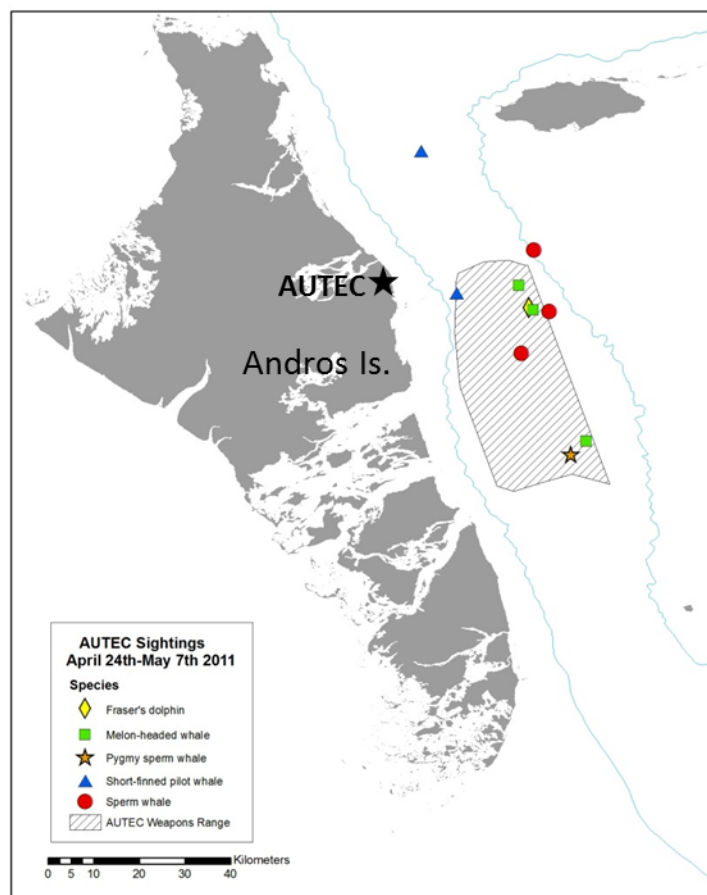 AUTEC
Andros Is.
AUTEC Sightings
April 24th-May 7th 2011
Species
Fraser's dolphin
Melon-headed whale
Pygmy sperm whale
Short-finned pilot whale
Sperm whale
AUTEC Weapons Range
Kilometers
0 5 10 20 30 40